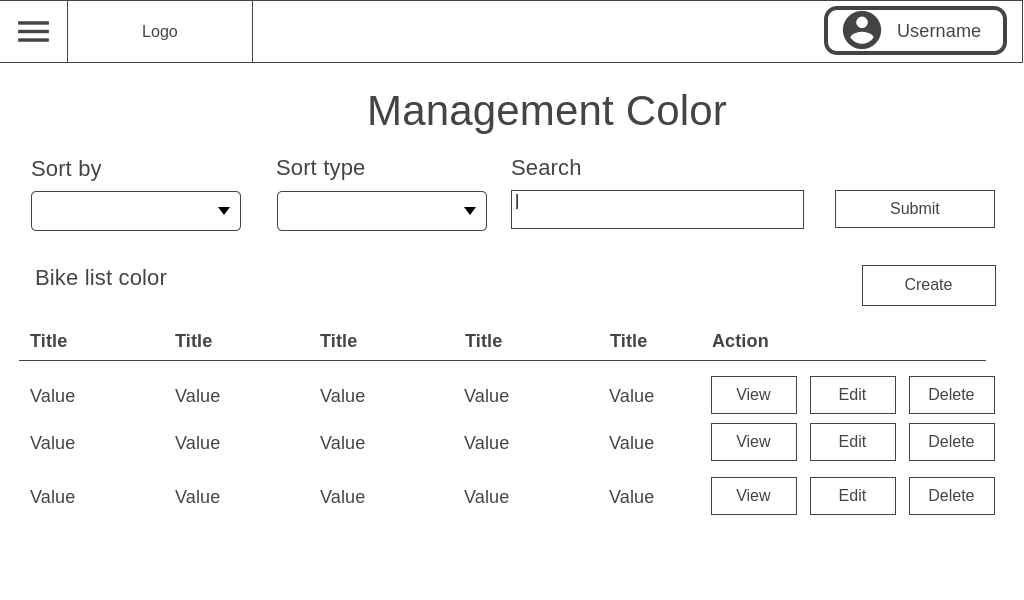 Logo
Username
Management Color
Sort by
Sort type
Search
Submit
Bike list color
Create
Title Title Title Title Title Action
Value Value Value Value Value View Edit Delete
Value Value Value Value Value View Edit Delete
Value Value Value Value Value View Edit Delete